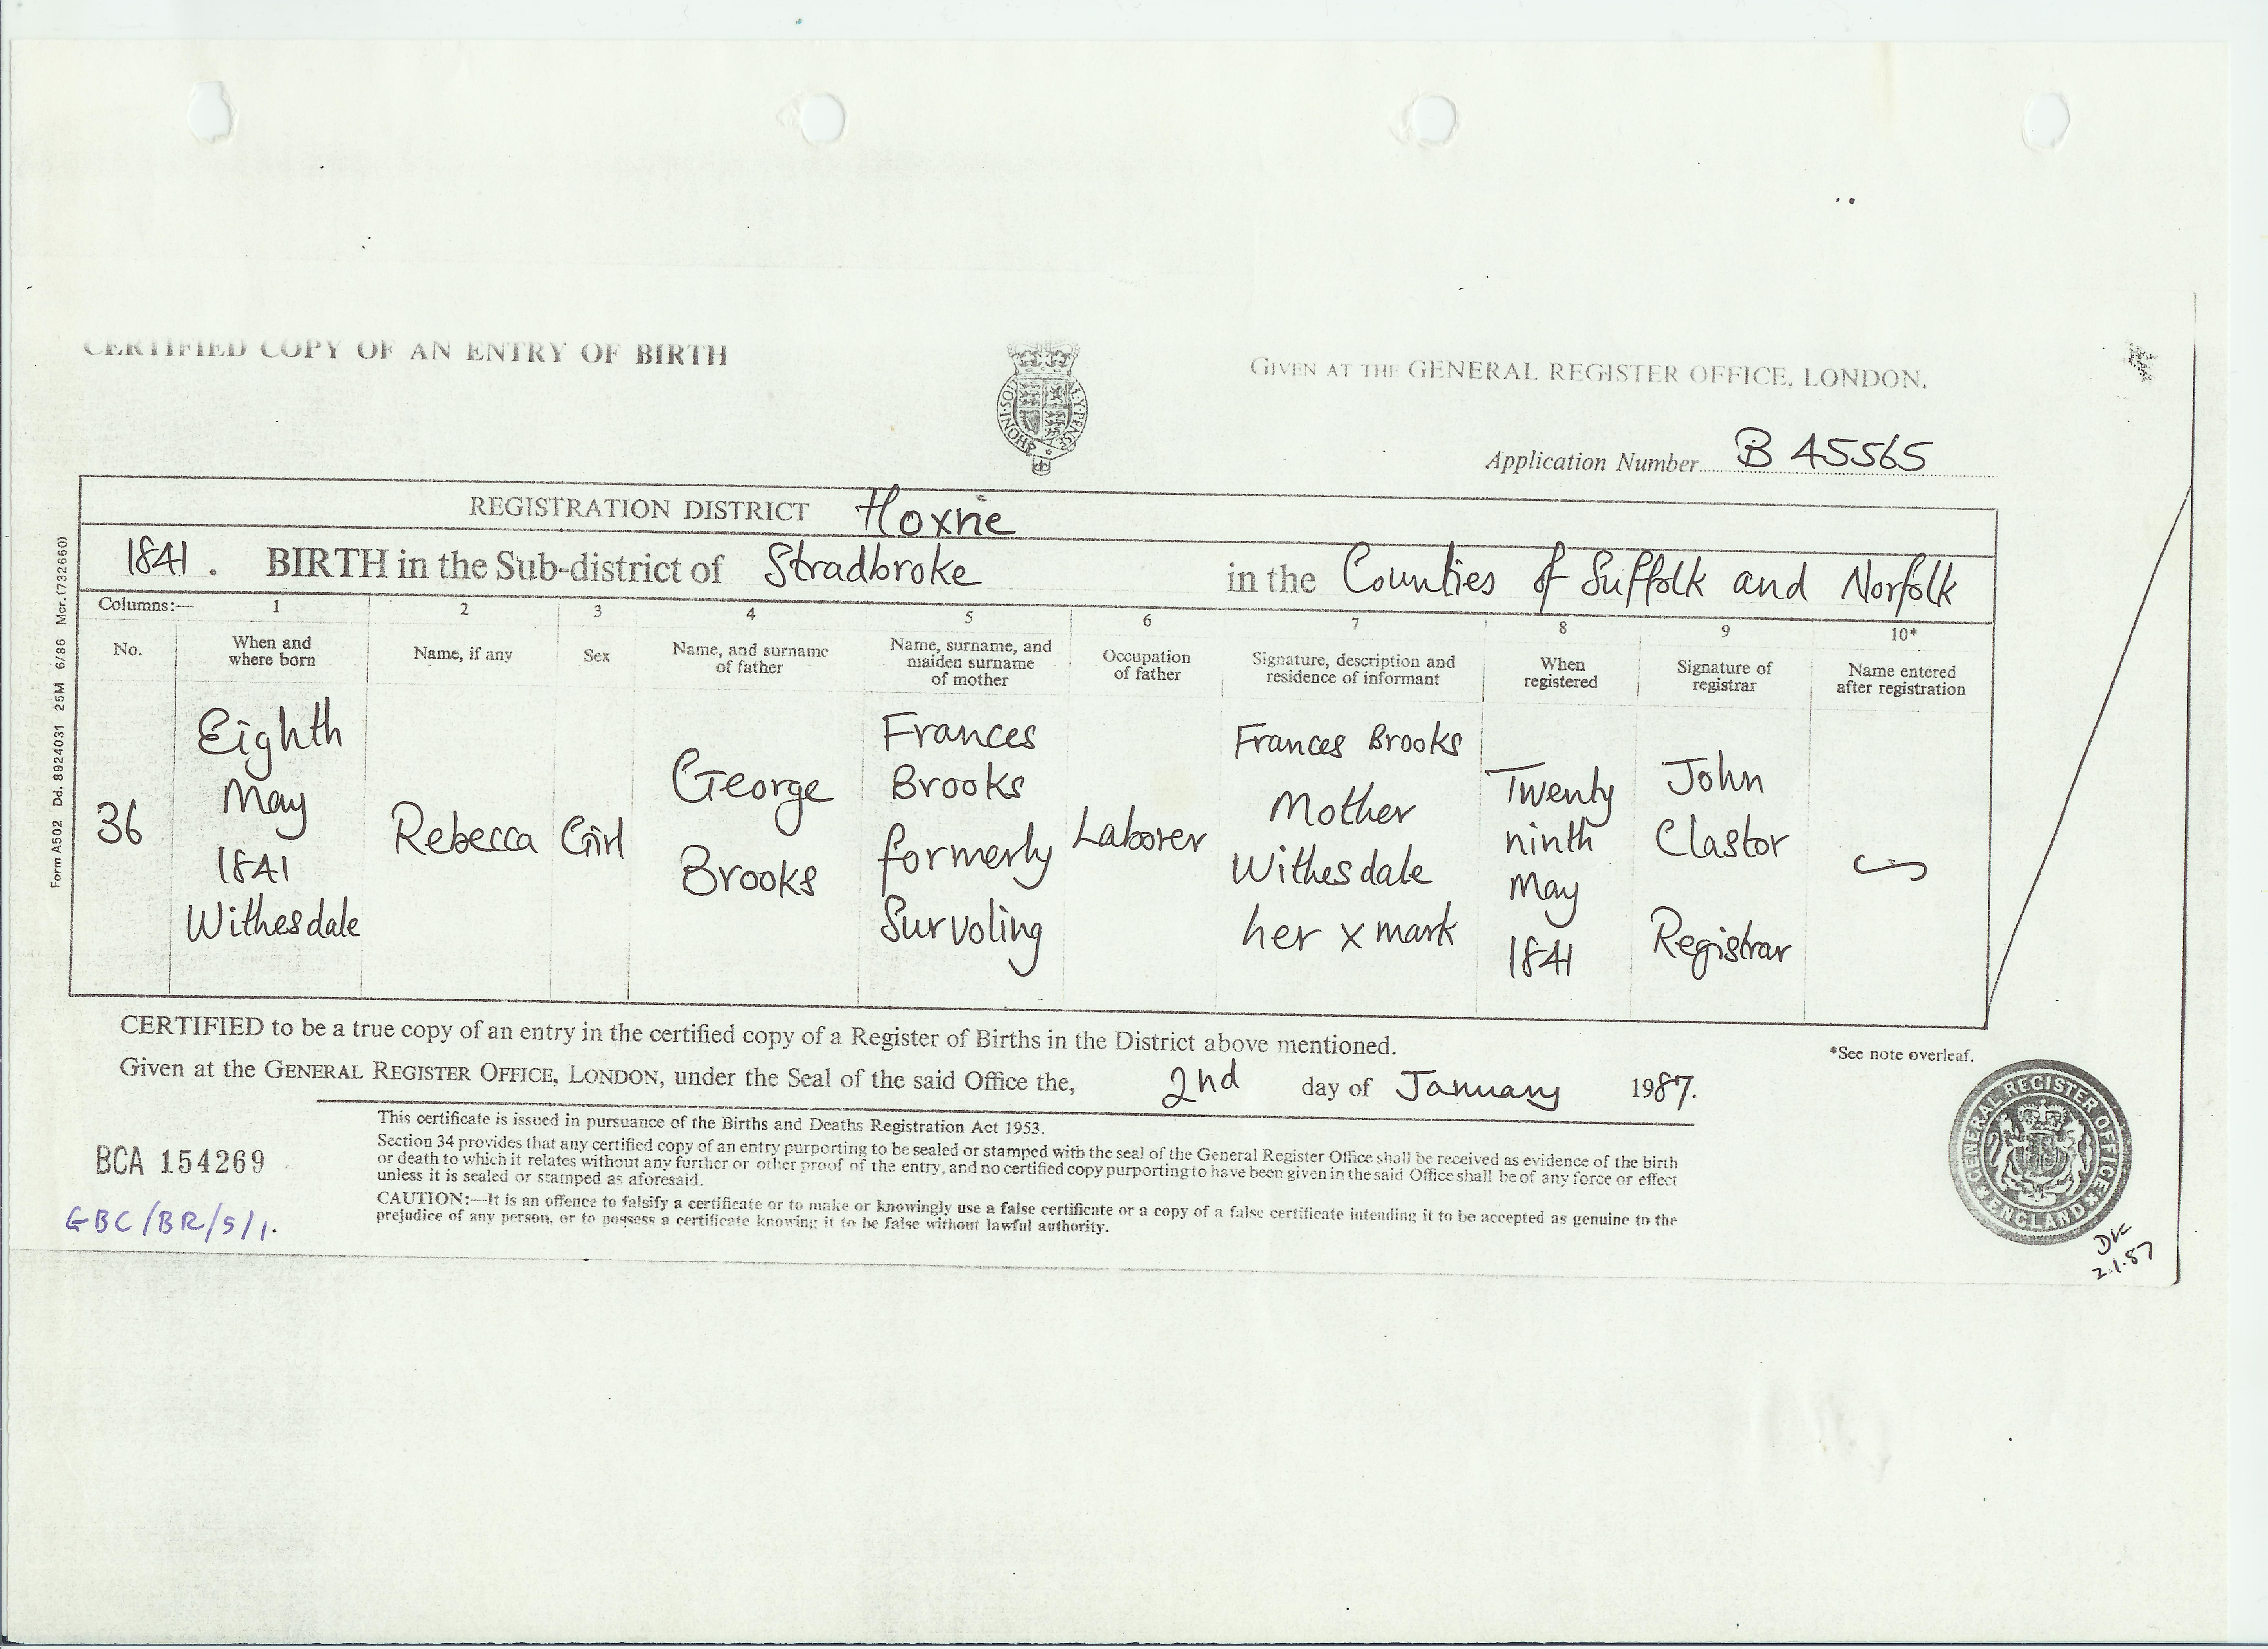 CERTIFIED COPY OF AN ENTRY OF BIRTH
GIVEN AT THE GENERAL REGISTER OFFICE, LONDON.
HONI·SOI
Y·PENSE
Application Number B 45565
REGISTRATION DISTRICT Hoxne
1841. BIRTH in the Sub-district of Stradbroke in the Counties of Suffolk and Norfolk
Columns:— 1 2 3 4 5 6 7 8 9 10*
No.
When and
where born
Name, if any
Sex
Name, and surname
of father
Name, surname, and
maiden surname
of mother
Occupation
of father
Signature, description and
residence of informant
When
registered
Signature of
registrar
Name entered
after registration
36
Eighth
May
1841
Withesdale
Rebecca
Girl
George
Brooks
Frances
Brooks
formerly
Survoling
Laborer
Frances Brooks
Mother
Withesdale
her x mark
Twenty
ninth
May
1841
John
Clastor
Registrar
CERTIFIED to be a true copy of an entry in the certified copy of a Register of Births in the District above mentioned.
*See note overleaf.
Given at the GENERAL REGISTER OFFICE, LONDON, under the Seal of the said Office the, 2nd day of January 1987.
This certificate is issued in pursuance of the Births and Deaths Registration Act 1953.
Section 34 provides that any certified copy of an entry purporting to be sealed or stamped with the seal of the General Register Office shall be received as evidence of the birth
or death to which it relates without any further or other proof of the entry, and no certified copy purporting to have been given in the said Office shall be of any force or effect
unless it is sealed or stamped as aforesaid.
CAUTION:—It is an offence to falsify a certificate or to make or knowingly use a false certificate or a copy of a false certificate intending it to be accepted as genuine to the
prejudice of any person, or to possess a certificate knowing it to be false without lawful authority.
BCA 154269
GBC/BR/5/1.
GENERAL REGISTER OFFICE
ENGLAND
DK
2.1.87
Form A502 Dd. 8924031 25M 6/86 Mcr. (732660)